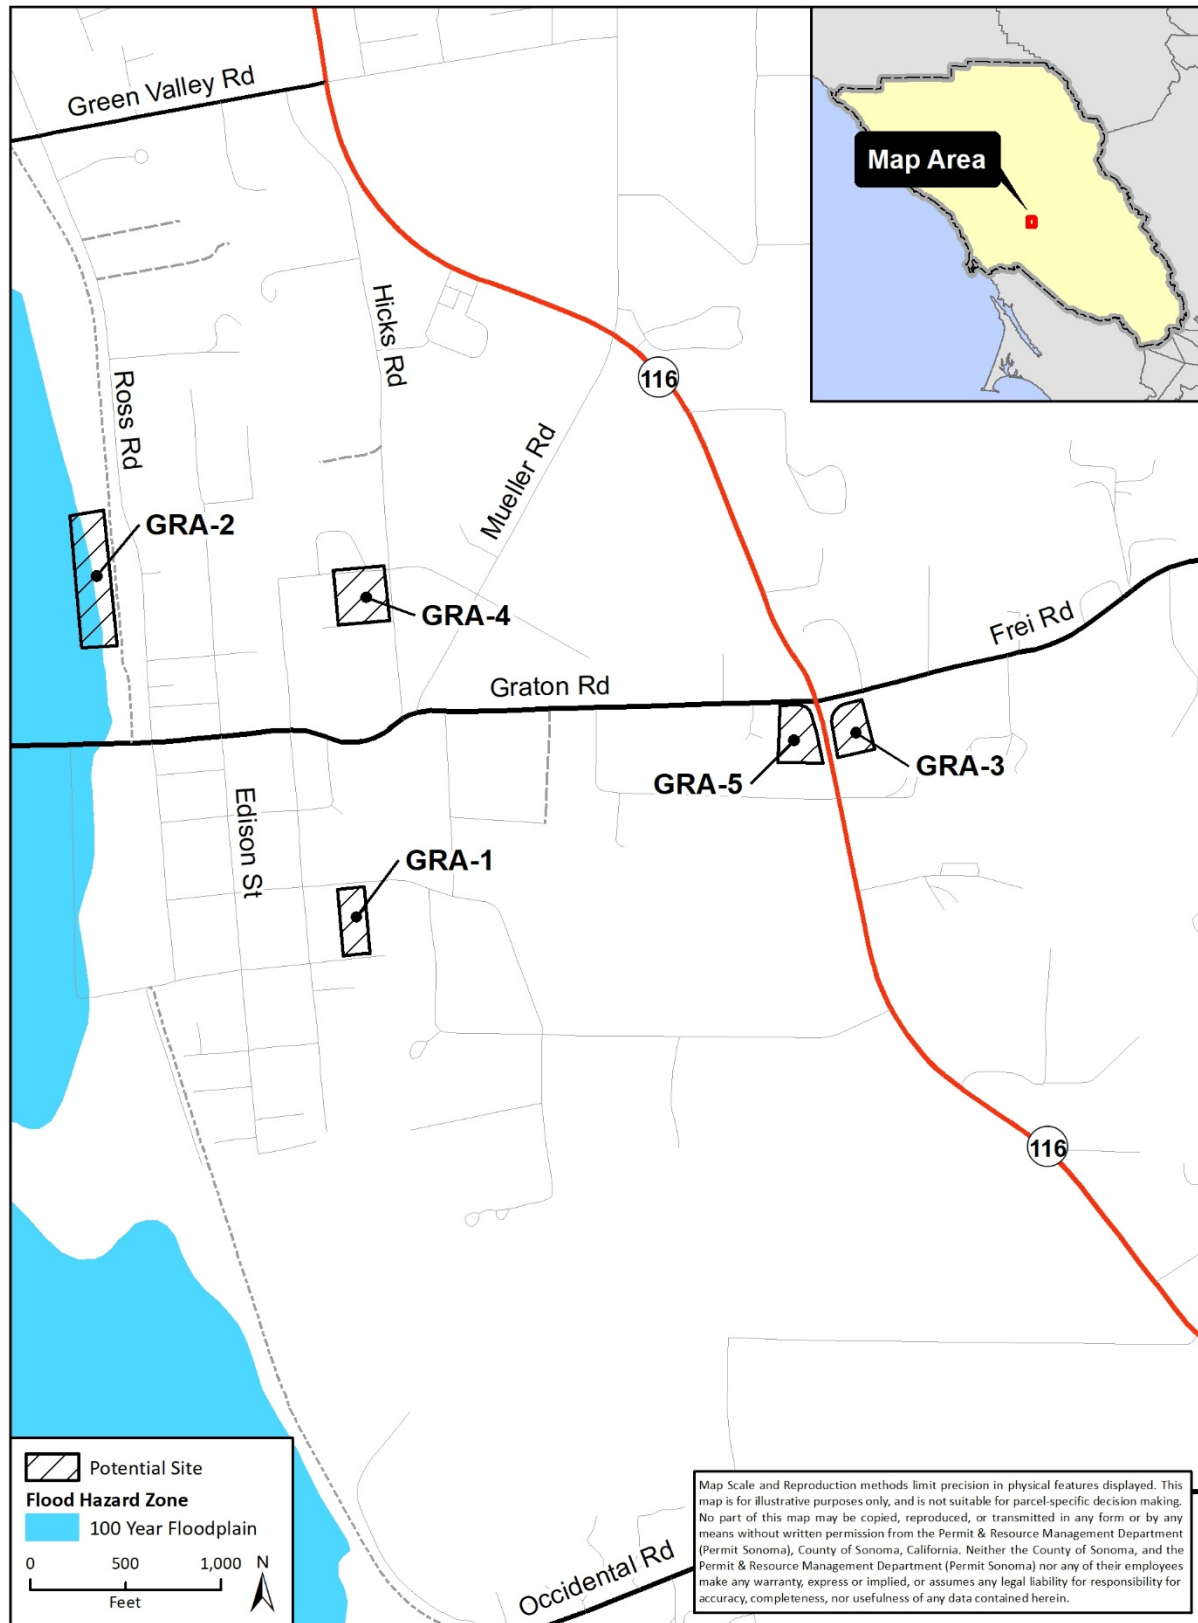 Green Valley Rd
Map Area
Hicks Rd
116
Ross Rd
Mueller Rd
GRA-2
GRA-4
Frei Rd
Graton Rd
GRA-3
GRA-5
Edison St
GRA-1
116
Potential Site
Flood Hazard Zone
100 Year Floodplain
0 500 1,000 N
Feet
Occidental Rd
Map Scale and Reproduction methods limit precision in physical features displayed. This
map is for illustrative purposes only, and is not suitable for parcel-specific decision making.
No part of this map may be copied, reproduced, or transmitted in any form or by any
means without written permission from the Permit & Resource Management Department
(Permit Sonoma), County of Sonoma, California. Neither the County of Sonoma, and the
Permit & Resource Management Department (Permit Sonoma) nor any of their employees
make any warranty, express or implied, or assumes any legal liability for responsibility for
accuracy, completeness, nor usefulness of any data contained herein.